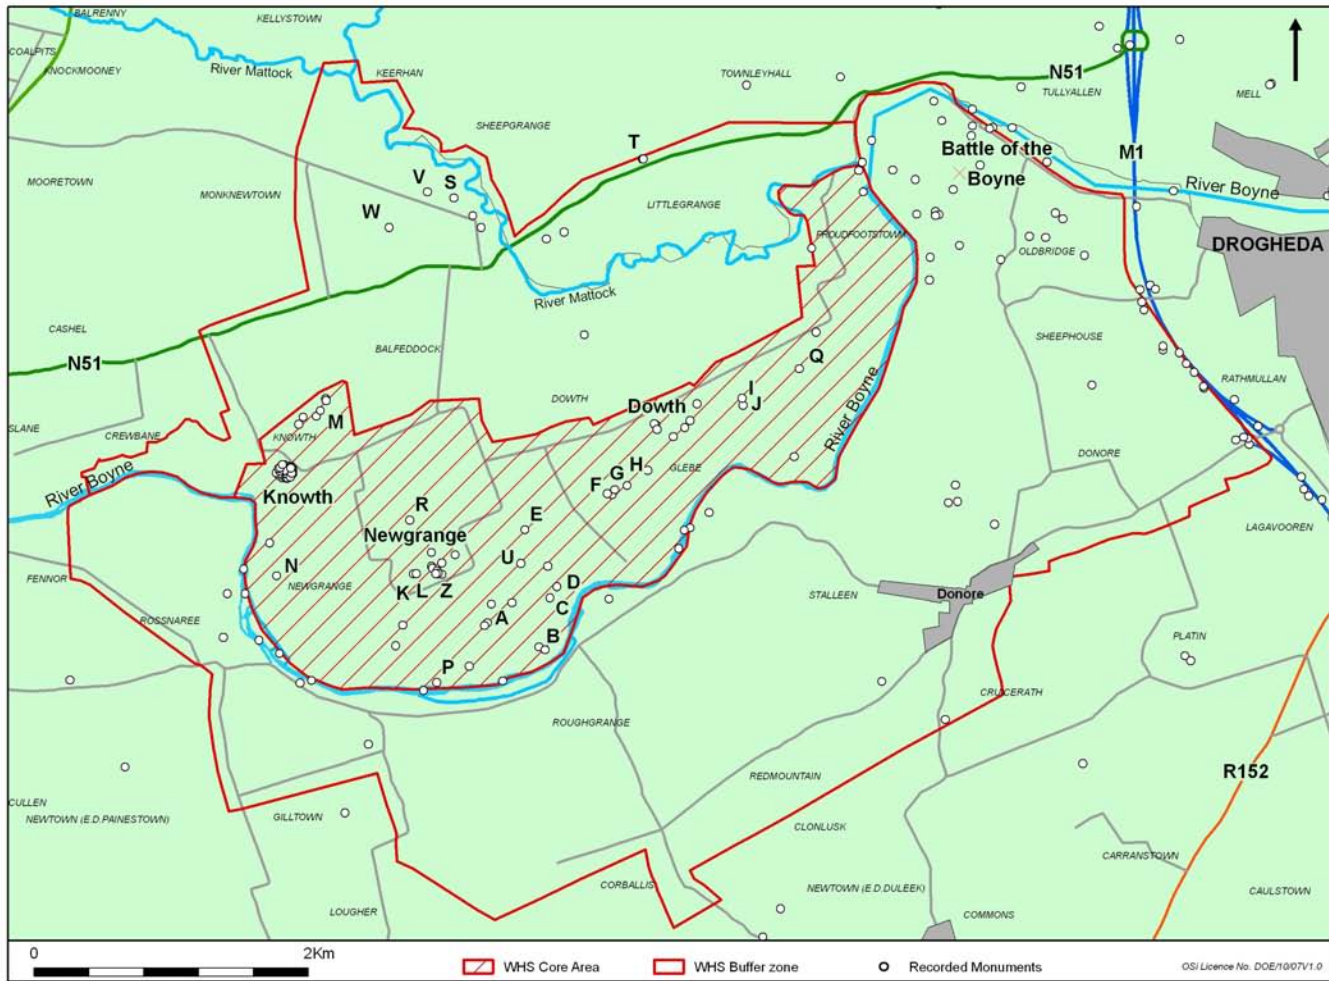 BALRENNY
KELLYSTOWN
COALPITS
KNOCKMOONEY
River Mattock
KEERHAN
TOWNLEYHALL
N51
TULLYALLEN
MELL
SHEEPGRANGE
T
Battle of the
Boyne
M1
River Boyne
MOORETOWN
MONKNEWTOWN
V
S
W
LITTLEGRANGE
PROUDFOOTSTOWN
OLDBRIDGE
DROGHEDA
River Mattock
CASHEL
N51
BALFEDDOCK
SHEEPHOUSE
Q
River Boyne
RATHMULLAN
DOWTH
Dowth
I
J
SLANE
CREWBANE
KNOWTH
M
DONORE
River Boyne
Knowth
GLEBE
H
G
F
R
Newgrange
E
LAGAVOOREN
FENNOR
N
NEWGRANGE
U
K
L
Z
D
C
STALLEEN
Donore
ROSSNAREE
A
B
PLATIN
P
CRUICERATH
ROUGHGRANGE
REDMOUNTAIN
R152
CULLEN
NEWTOWN (E.D.PAINESTOWN)
GILLTOWN
CLONLUSK
CARRANSTOWN
CORBALLIS
NEWTOWN (E.D.DULEEK)
CAULSTOWN
LOUGHER
COMMONS
0
2Km
WHS Core Area
WHS Buffer zone
Recorded Monuments
OSi Licence No. DOE/10/07V1.0